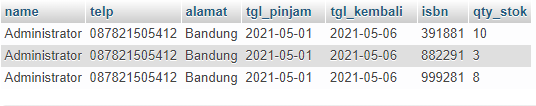 name telp alamat tgl_pinjam tgl_kembali isbn qty_stok
Administrator 087821505412 Bandung 2021-05-01 2021-05-06 391881 10
Administrator 087821505412 Bandung 2021-05-01 2021-05-06 882291 3
Administrator 087821505412 Bandung 2021-05-01 2021-05-06 999281 8